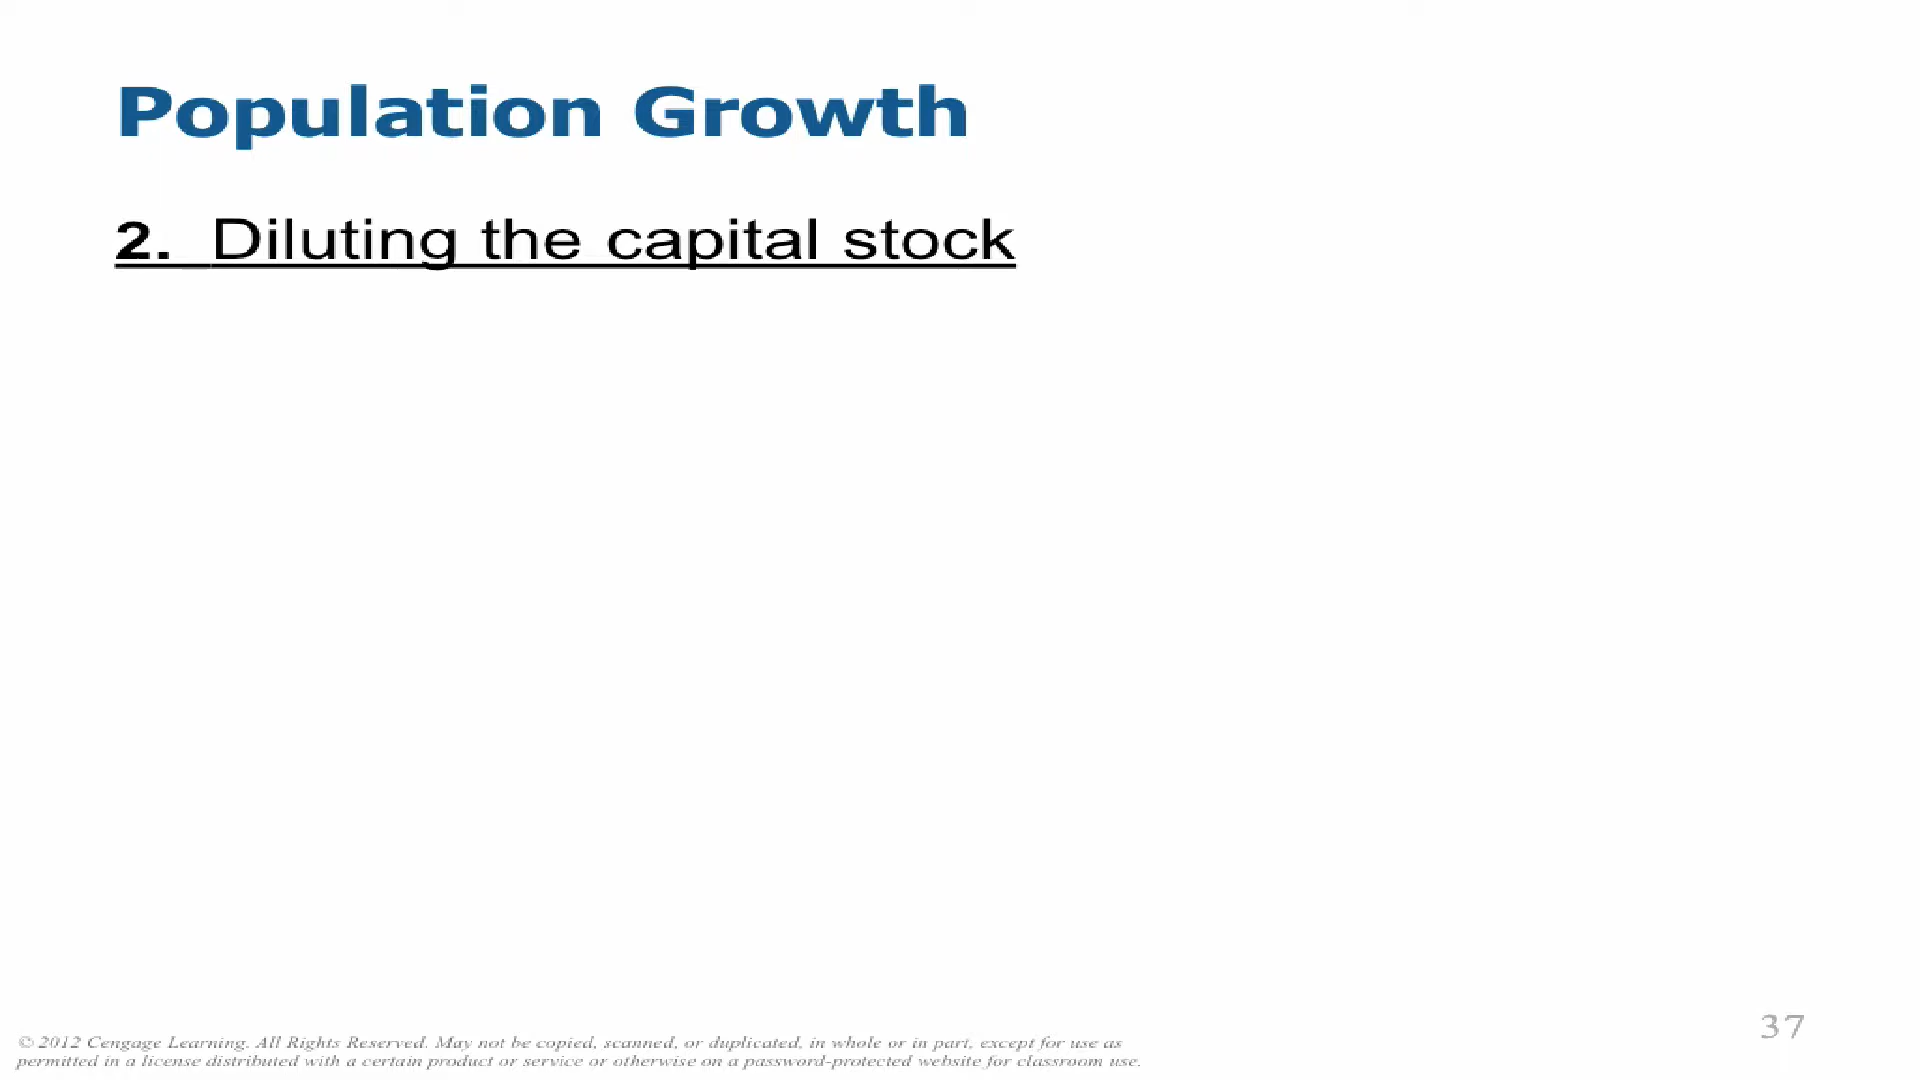 Population Growth
2. Diluting the capital stock
37
© 2012 Cengage Learning. All Rights Reserved. May not be copied, scanned, or duplicated, in whole or in part, except for use as
permitted in a license distributed with a certain product or service or otherwise on a password-protected website for classroom use.